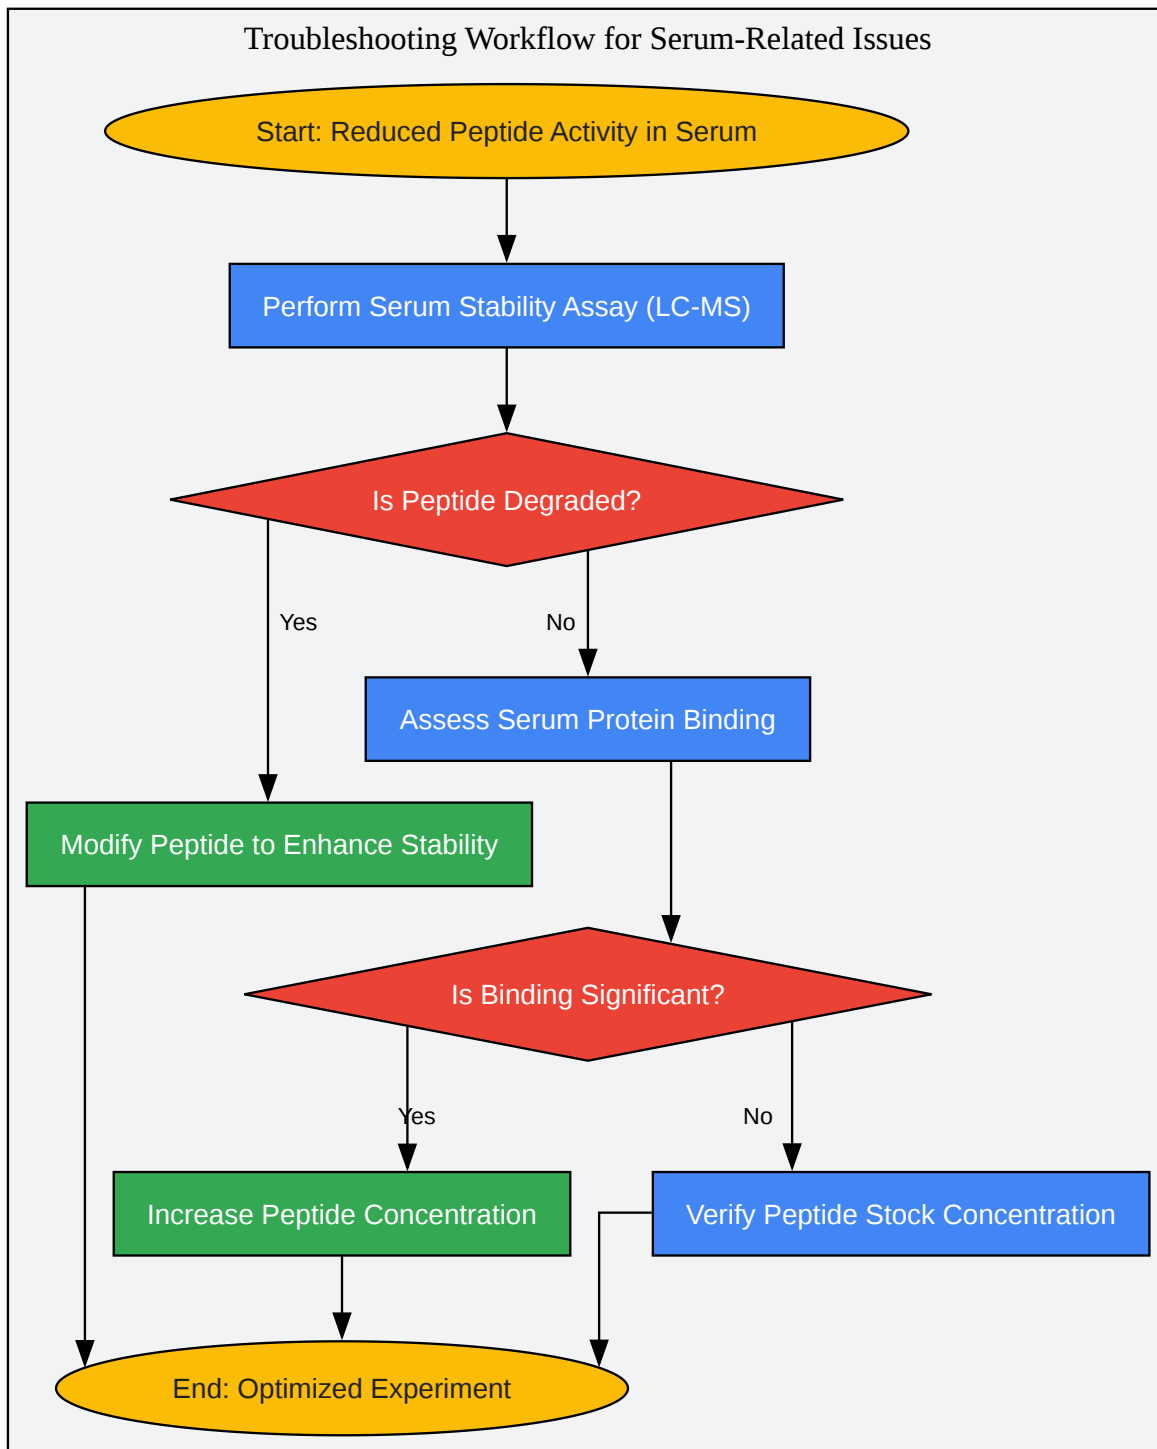 Troubleshooting Workflow for Serum-Related Issues
Start: Reduced Peptide Activity in Serum
Perform Serum Stability Assay (LC-MS)
Is Peptide Degraded?
Yes
No
Assess Serum Protein Binding
Modify Peptide to Enhance Stability
Is Binding Significant?
Yes
No
Increase Peptide Concentration
Verify Peptide Stock Concentration
End: Optimized Experiment